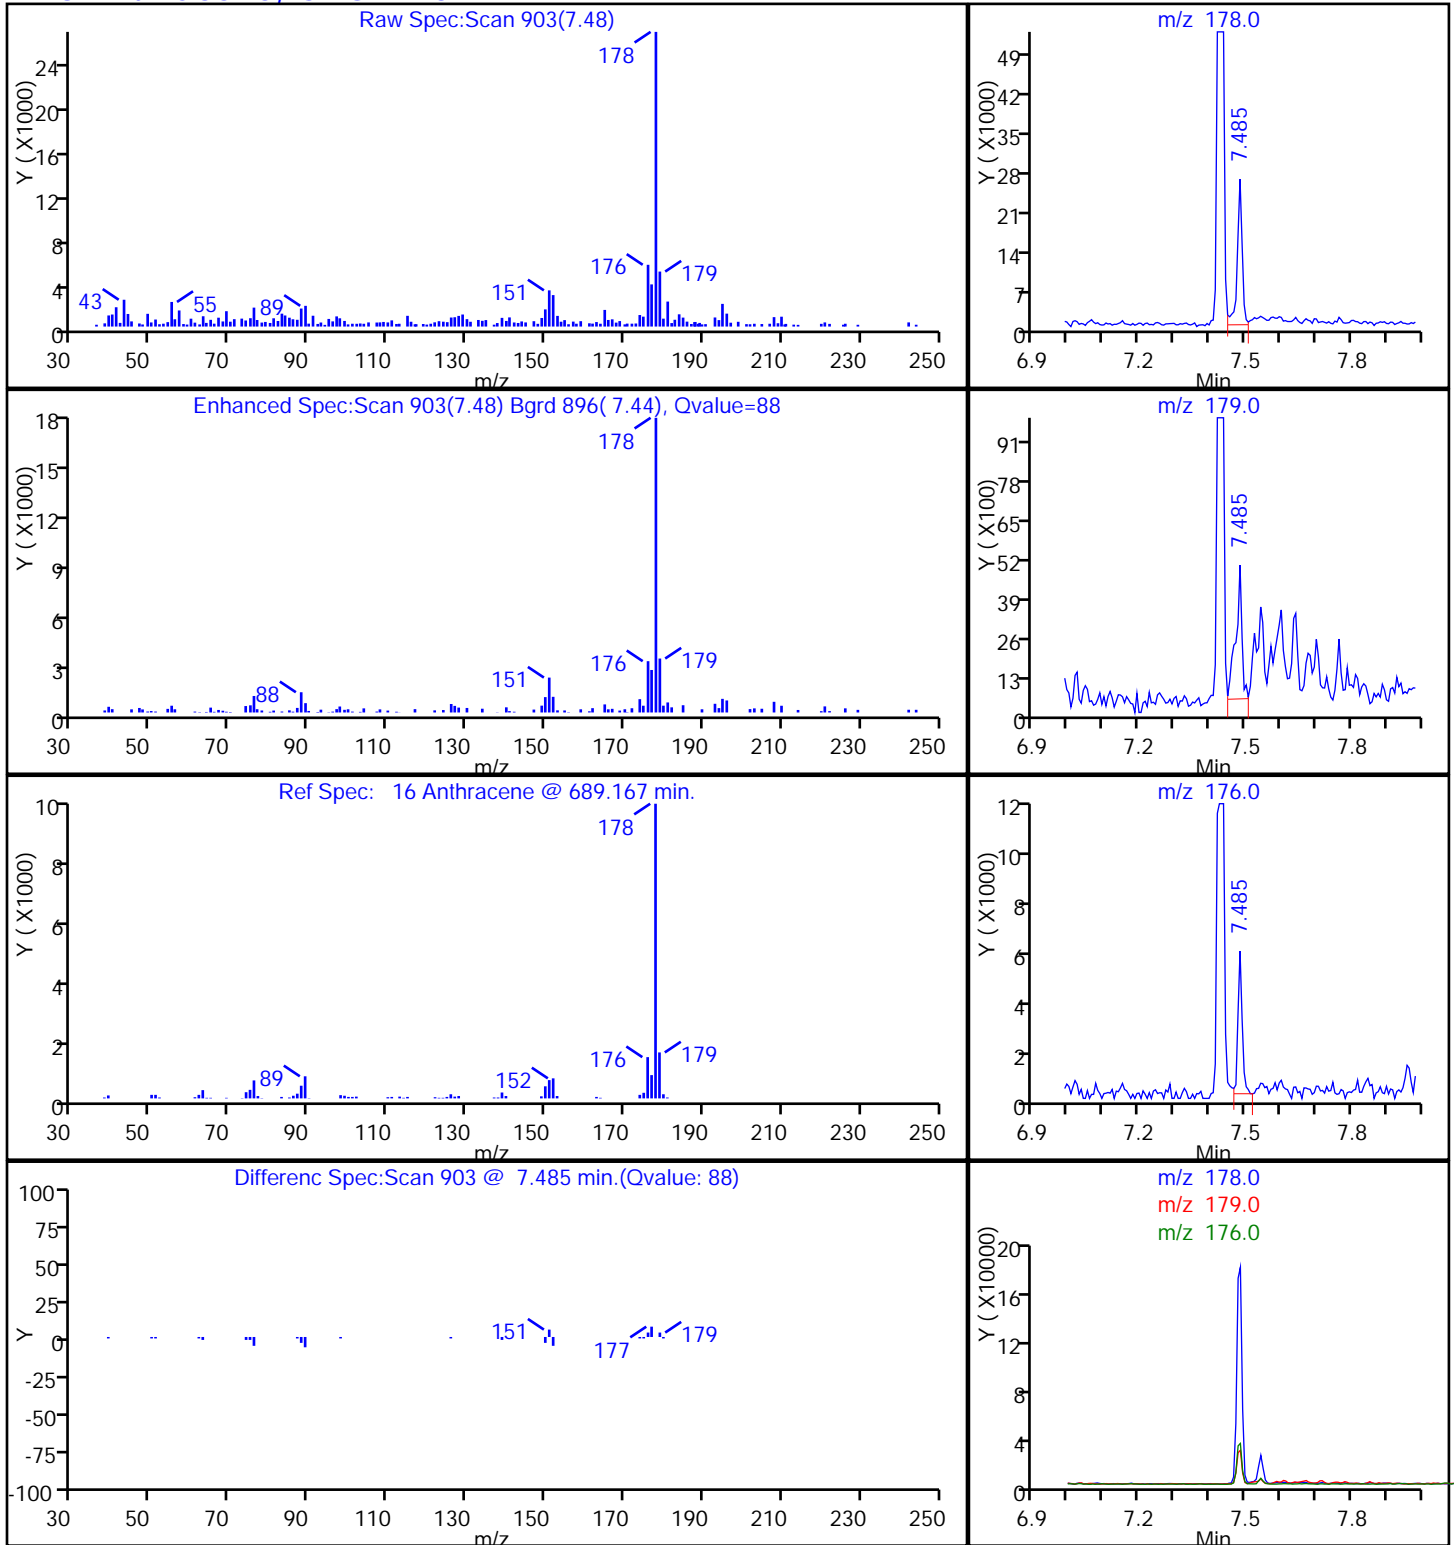 Raw Spec:Scan 903(7.48)
Y ( X1000)
24
20
16
12
8
4
0
178
176
179
151
43
55
89
30 50 70 90 110 130 150 170 190 210 230 250
m/z
m/z 178.0
Y ( X1000)
49
42
35
28
21
14
7
0
7.485
6.9 7.2 7.5 7.8
Min
Enhanced Spec:Scan 903(7.48) Bgrd 896( 7.44), Qvalue=88
Y ( X1000)
18
15
12
9
6
3
0
178
176
179
151
88
30 50 70 90 110 130 150 170 190 210 230 250
m/z
m/z 179.0
Y ( X100)
91
78
65
52
39
26
13
0
7.485
6.9 7.2 7.5 7.8
Min
Ref Spec: 16 Anthracene @ 689.167 min.
Y ( X1000)
10
8
6
4
2
0
178
176
179
152
89
30 50 70 90 110 130 150 170 190 210 230 250
m/z
m/z 176.0
Y ( X1000)
12
10
8
6
4
2
0
7.485
6.9 7.2 7.5 7.8
Min
Differenc Spec:Scan 903 @ 7.485 min.(Qvalue: 88)
Y
100
75
50
25
0
-25
-50
-75
-100
151
177
179
30 50 70 90 110 130 150 170 190 210 230 250
m/z
m/z 178.0
m/z 179.0
m/z 176.0
Y ( X10000)
20
16
12
8
4
0
6.9 7.2 7.5 7.8
Min